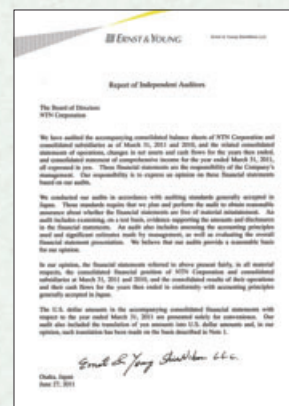 ERNST & YOUNG
Ernst & Young ShinNihon LLC
Report of Independent Auditors
The Board of Directors
NTN Corporation
We have audited the accompanying consolidated balance sheets of NTN Corporation and
consolidated subsidiaries as of March 31, 2011 and 2010, and the related consolidated
statements of operations, changes in net assets and cash flows for the years then ended,
and consolidated statement of comprehensive income for the year ended March 31, 2011,
all expressed in yen. These financial statements are the responsibility of the Company's
management. Our responsibility is to express an opinion on these financial statements
based on our audits.
We conducted our audits in accordance with auditing standards generally accepted in
Japan. Those standards require that we plan and perform the audit to obtain reasonable
assurance about whether the financial statements are free of material misstatement. An
audit includes examining, on a test basis, evidence supporting the amounts and disclosures
in the financial statements. An audit also includes assessing the accounting principles
used and significant estimates made by management, as well as evaluating the overall
financial statement presentation. We believe that our audits provide a reasonable basis
for our opinion.
In our opinion, the financial statements referred to above present fairly, in all material
respects, the consolidated financial position of NTN Corporation and consolidated
subsidiaries at March 31, 2011 and 2010, and the consolidated results of their operations
and their cash flows for the years then ended in conformity with accounting principles
generally accepted in Japan.
The U.S. dollar amounts in the accompanying consolidated financial statements with
respect to the year ended March 31, 2011 are presented solely for convenience. Our
audit also included the translation of yen amounts into U.S. dollar amounts and, in our
opinion, such translation has been made on the basis described in Note 1.
Ernst & Young ShinNihon LLC
Osaka, Japan
June 27, 2011